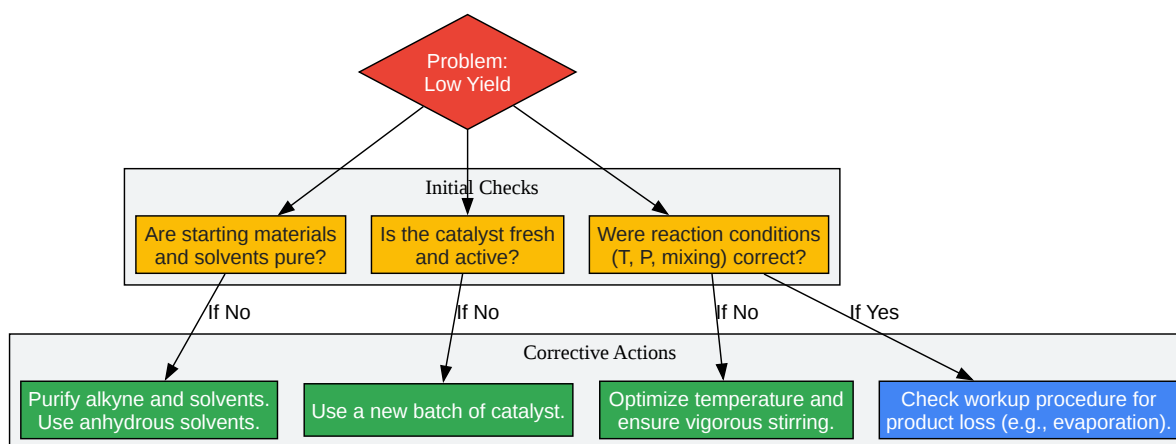 Problem:
Low Yield
Initial Checks
Are starting materials
and solvents pure?
Is the catalyst fresh
and active?
Were reaction conditions
(T, P, mixing) correct?
If No
If No
If No
If Yes
Corrective Actions
Purify alkyne and solvents.
Use anhydrous solvents.
Use a new batch of catalyst.
Optimize temperature and
ensure vigorous stirring.
Check workup procedure for
product loss (e.g., evaporation).